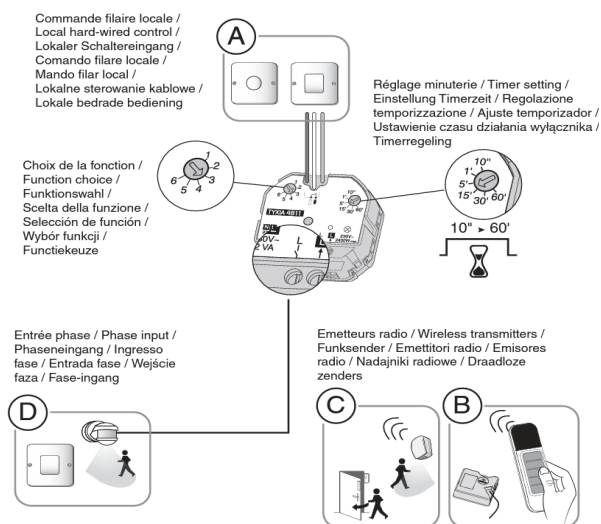 Commande filaire locale /
Local hard-wired control /
Lokaler Schaltereingang /
Comando filare locale /
Mando filar local /
Lokalne sterowanie kablowe /
Lokale bedrade bediening
A
Réglage minuterie / Timer setting /
Einstellung Timerzeit / Regolazione
temporizzazione / Ajuste temporizador /
Ustawienie czasu działania wyłącznika /
Timerregeling
Choix de la fonction /
Function choice /
Funktionswahl /
Scelta della funzione /
Selección de función /
Wybór funkcji /
Functiekeuze
1
2
3
4
5
6
10"
1'
5'
15'
30'
60'
10" ➤ 60'
TYXIA 4811
N L
2 VA
L
L
230V~
Entrée phase / Phase input /
Phaseneingang / Ingresso
fase / Entrada fase / Wejście
faza / Fase-ingang
D
Emetteurs radio / Wireless transmitters /
Funksender / Emettitori radio / Emisores
radio / Nadajniki radiowe / Draadloze
zenders
C
B